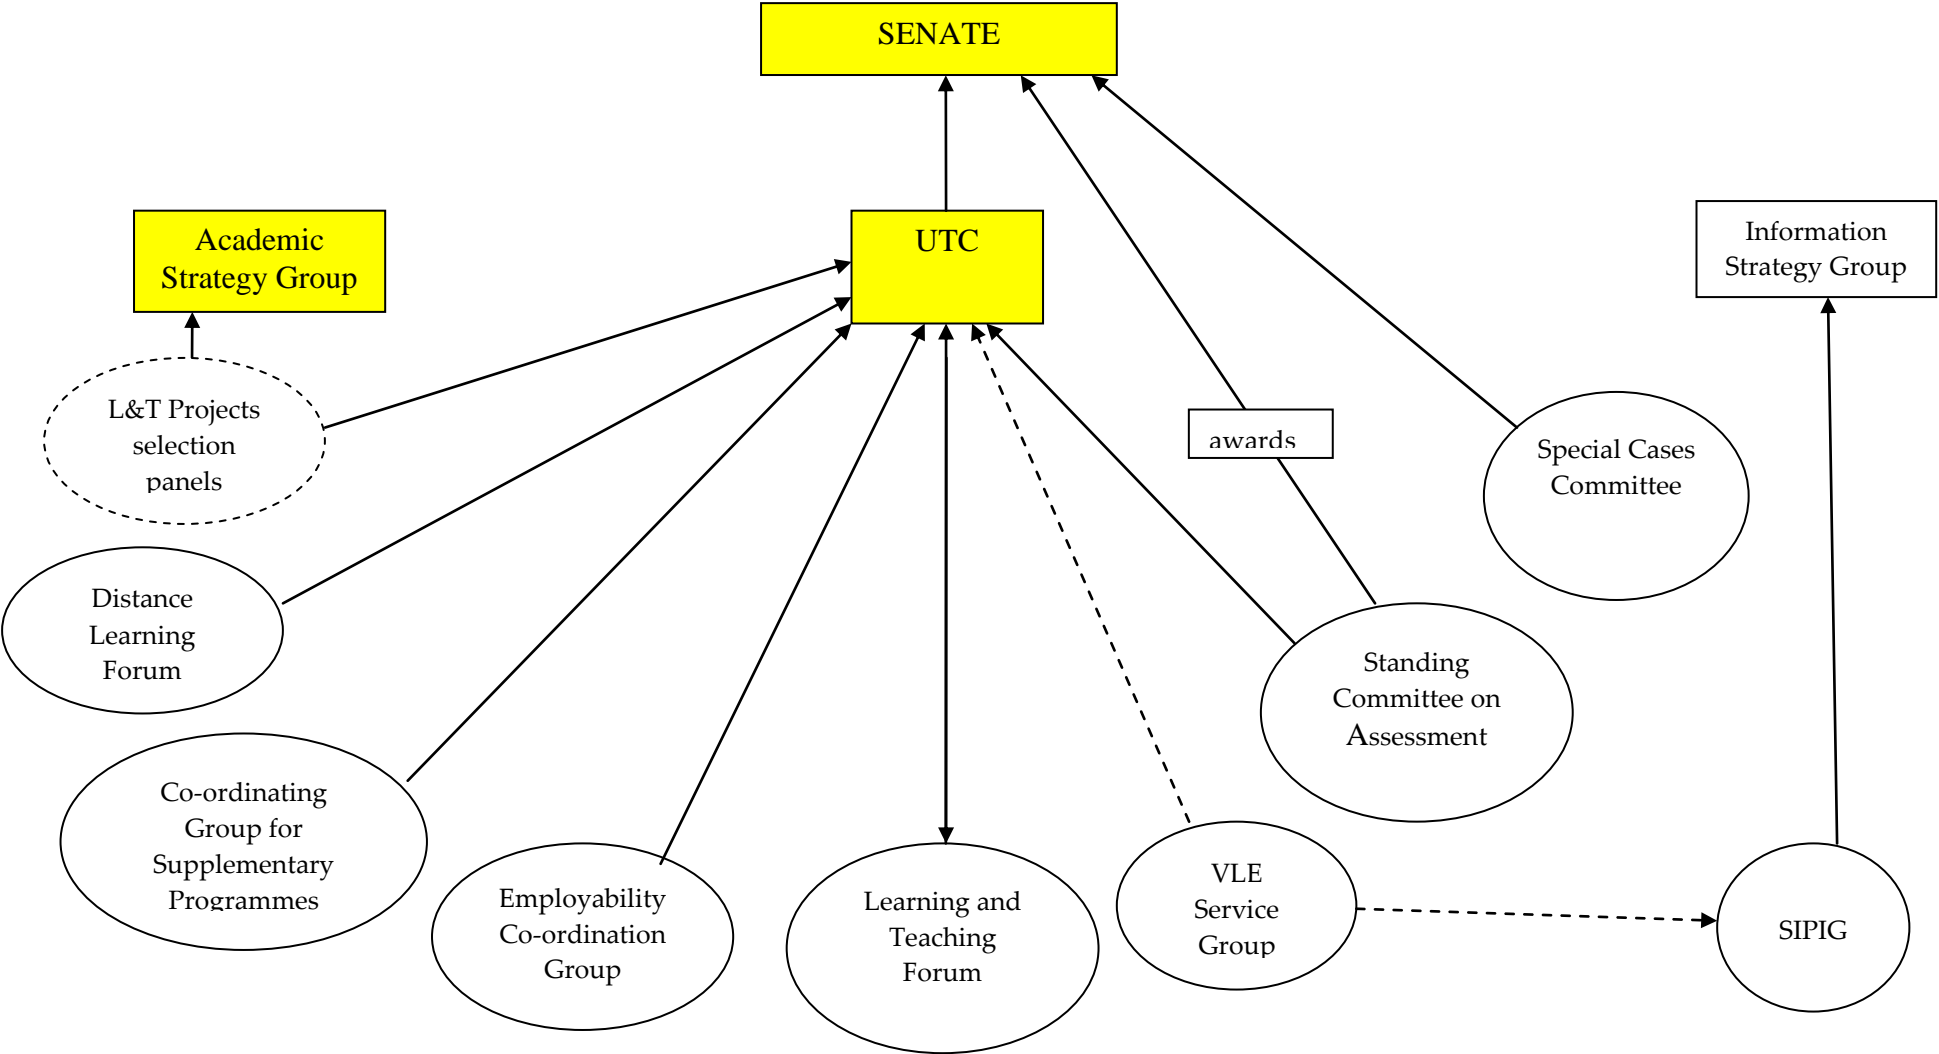 SENATE
Academic
Strategy Group
UTC
Information
Strategy Group
L&T Projects
selection
panels
awards
Special Cases
Committee
Distance
Learning
Forum
Standing
Committee on
Assessment
Co-ordinating
Group for
Supplementary
Programmes
Employability
Co-ordination
Group
Learning and
Teaching
Forum
VLE
Service
Group
SIPIG